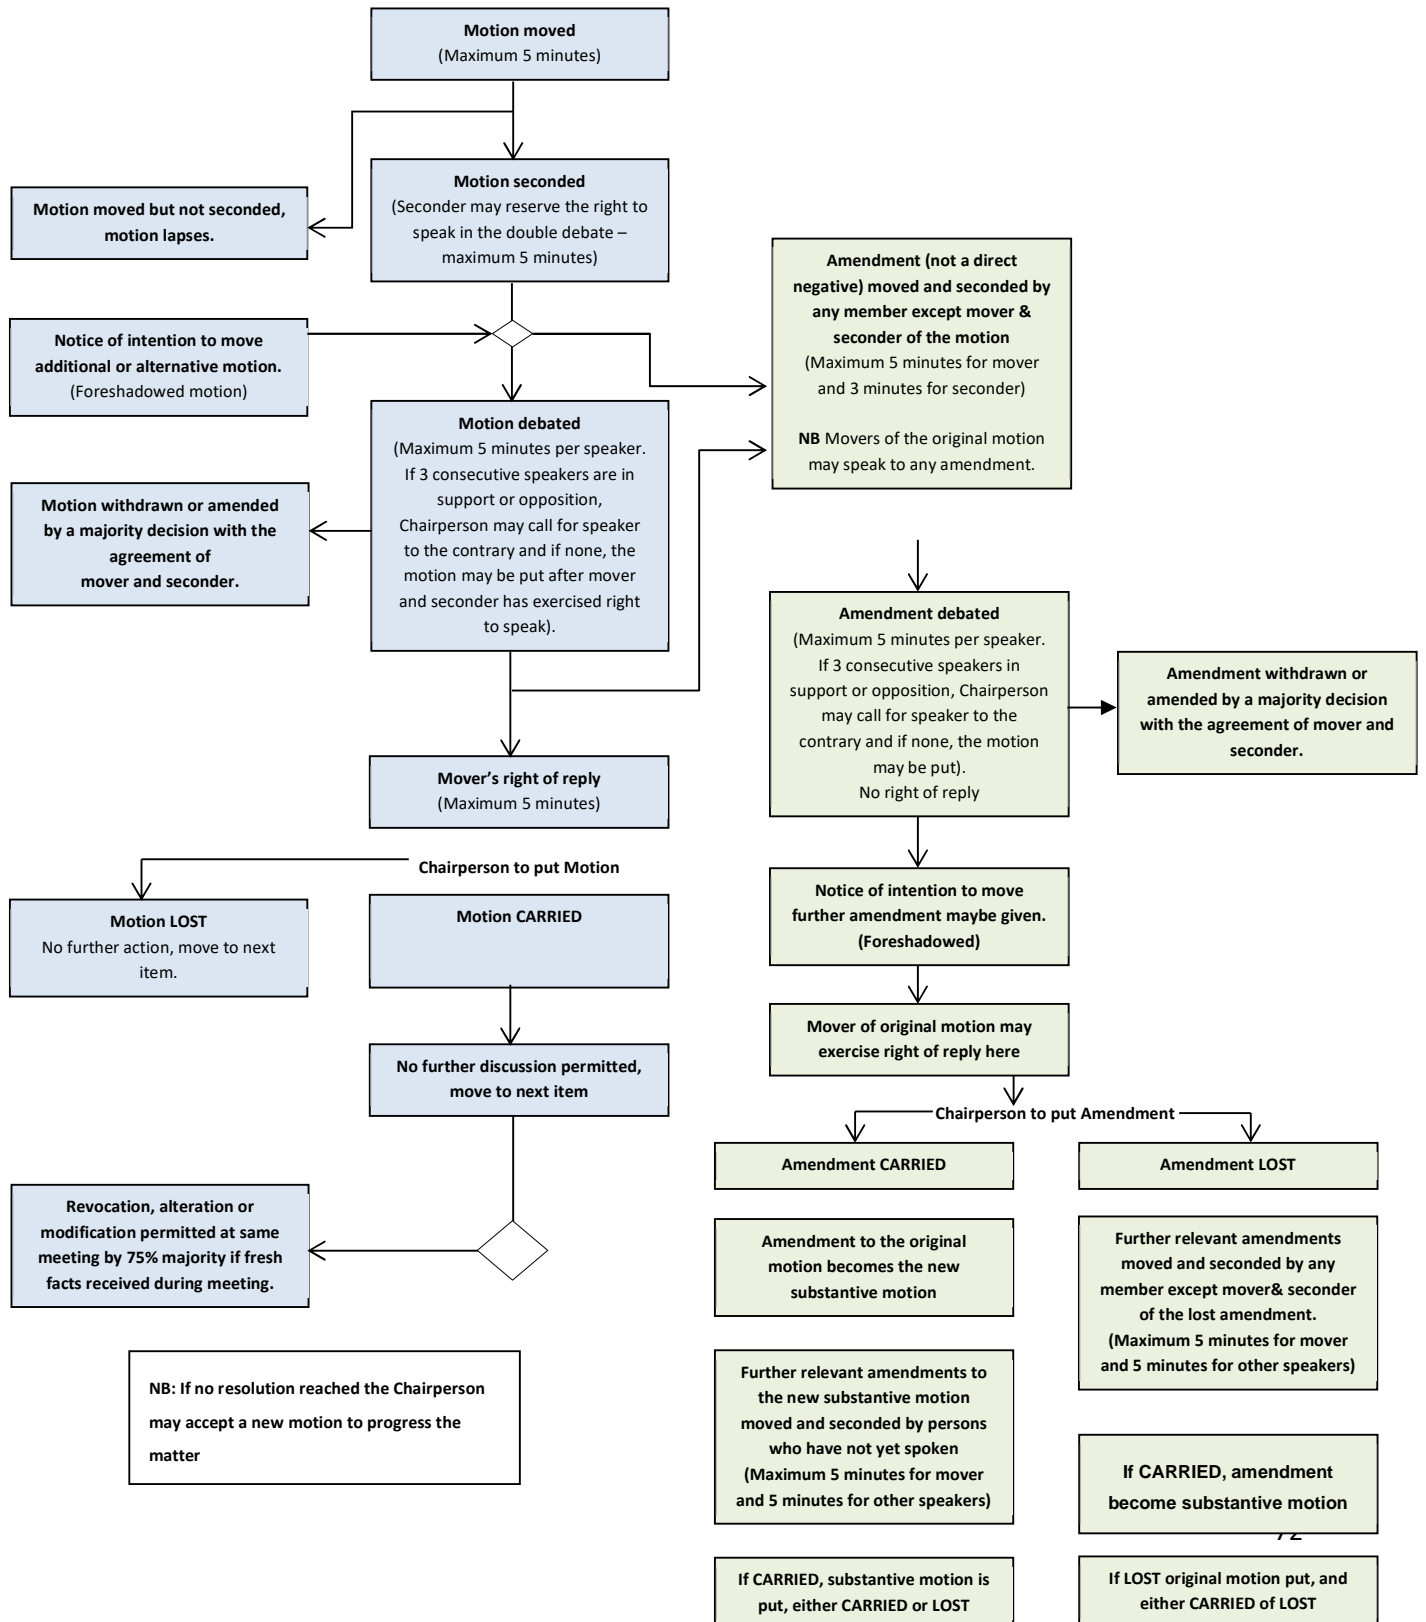 Motion moved
(Maximum 5 minutes)
Motion seconded
(Seconder may reserve the right to
speak in the double debate –
maximum 5 minutes)
Motion moved but not seconded,
motion lapses.
Notice of intention to move
additional or alternative motion.
(Foreshadowed motion)
Motion debated
(Maximum 5 minutes per speaker.
If 3 consecutive speakers are in
support or opposition,
Chairperson may call for speaker
to the contrary and if none, the
motion may be put after mover
and seconder has exercised right
to speak).
Motion withdrawn or amended
by a majority decision with the
agreement of
mover and seconder.
Mover’s right of reply
(Maximum 5 minutes)
Chairperson to put Motion
Motion LOST
No further action, move to next
item.
Motion CARRIED
No further discussion permitted,
move to next item
Revocation, alteration or
modification permitted at same
meeting by 75% majority if fresh
facts received during meeting.
NB: If no resolution reached the Chairperson
may accept a new motion to progress the
matter
Amendment (not a direct
negative) moved and seconded by
any member except mover &
seconder of the motion
(Maximum 5 minutes for mover
and 3 minutes for seconder)
NB Movers of the original motion
may speak to any amendment.
Amendment debated
(Maximum 5 minutes per speaker.
If 3 consecutive speakers in
support or opposition, Chairperson
may call for speaker to the
contrary and if none, the motion
may be put).
No right of reply
Amendment withdrawn or
amended by a majority decision
with the agreement of mover and
seconder.
Notice of intention to move
further amendment maybe given.
(Foreshadowed)
Mover of original motion may
exercise right of reply here
Chairperson to put Amendment
Amendment CARRIED
Amendment to the original
motion becomes the new
substantive motion
Further relevant amendments to
the new substantive motion
moved and seconded by persons
who have not yet spoken
(Maximum 5 minutes for mover
and 5 minutes for other speakers)
If CARRIED, substantive motion is
put, either CARRIED or LOST
Amendment LOST
Further relevant amendments
moved and seconded by any
member except mover& seconder
of the lost amendment.
(Maximum 5 minutes for mover
and 5 minutes for other speakers)
If CARRIED, amendment
become substantive motion
If LOST original motion put, and
either CARRIED of LOST